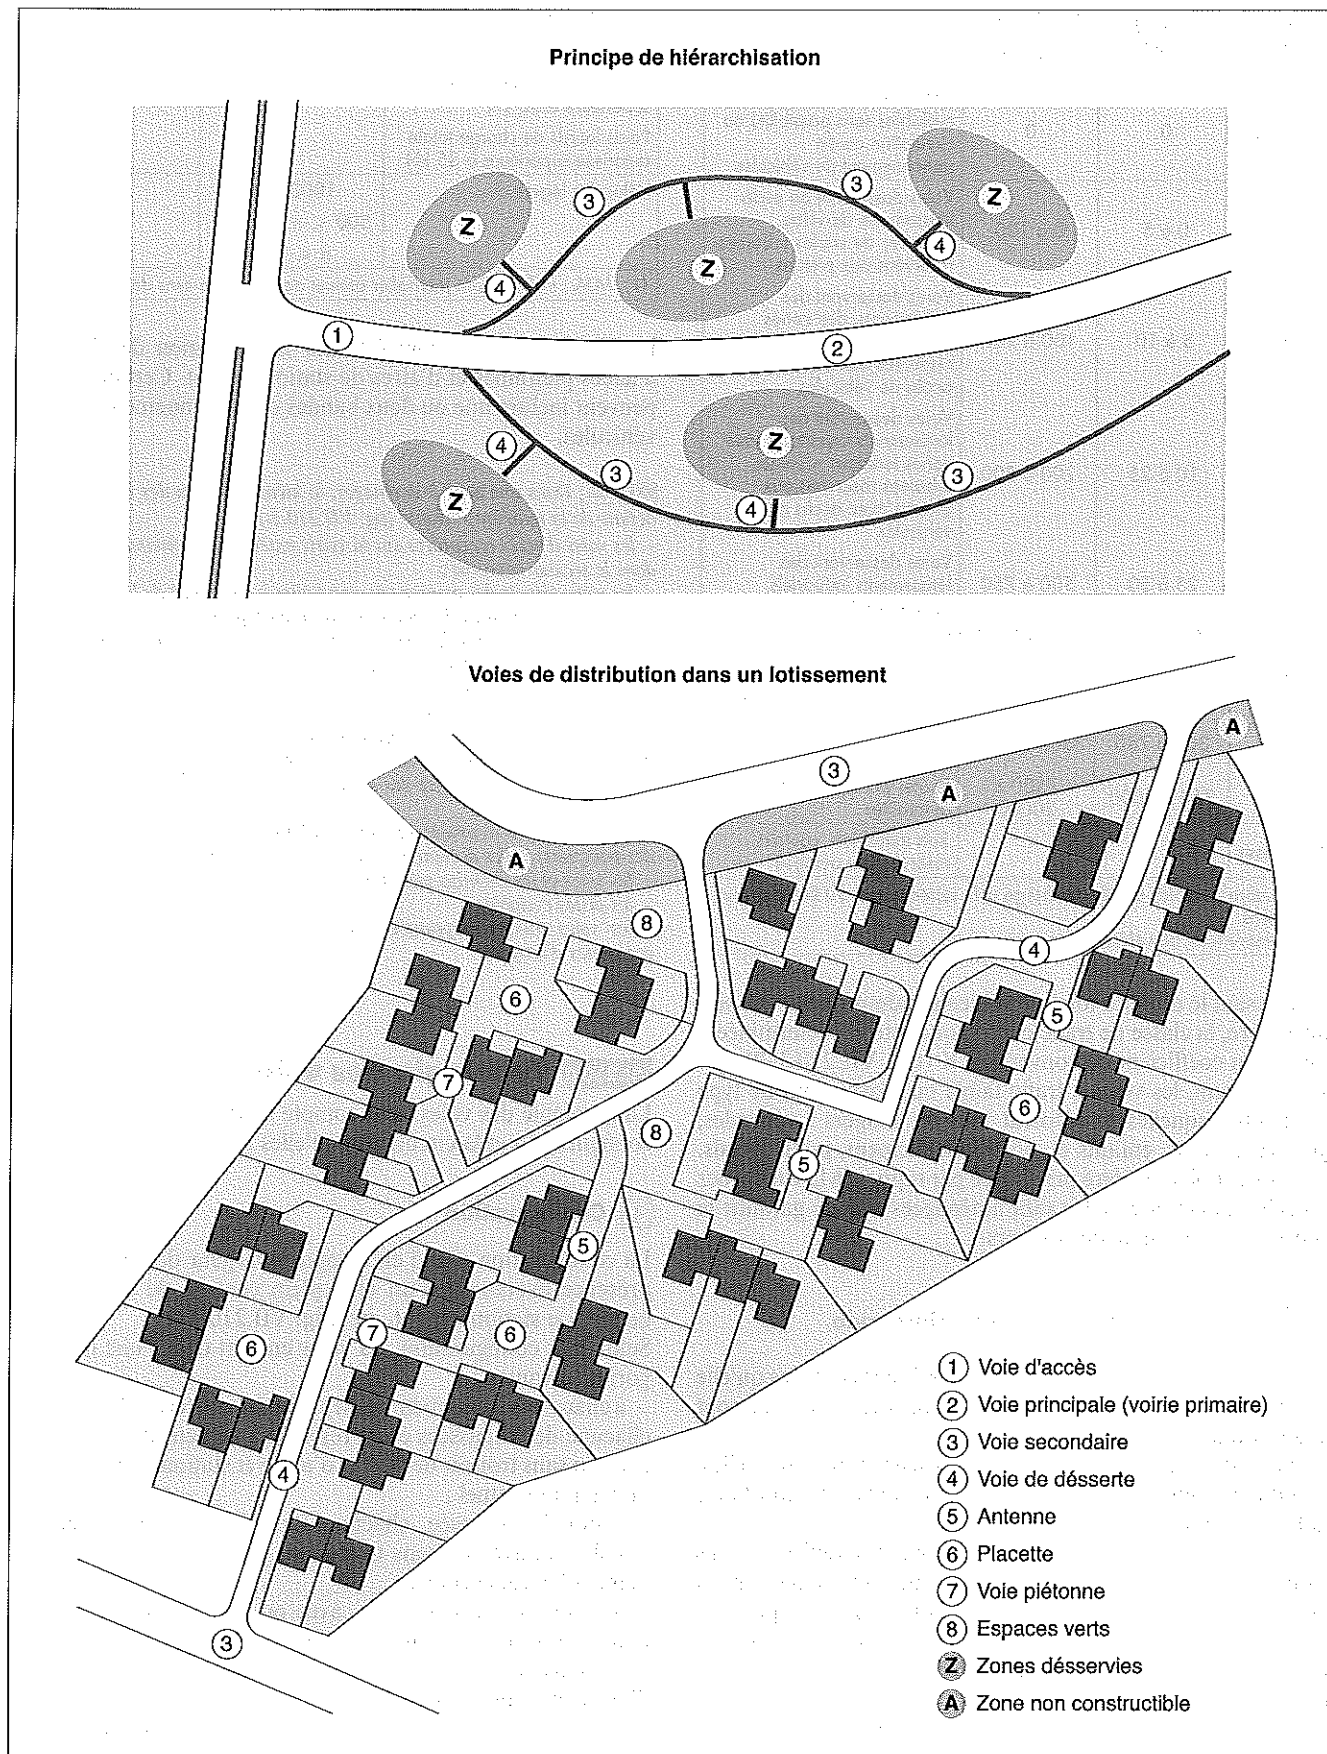 Principe de hiérarchisation
3
3
Z
Z
4
Z
4
1
2
Z
4
3
3
Z
4
Voies de distribution dans un lotissement
A
3
A
A
8
4
6
5
7
6
8
5
5
7
6
6
4
3
1 Voie d'accès
2 Voie principale (voirie primaire)
3 Voie secondaire
4 Voie de désserte
5 Antenne
6 Placette
7 Voie piétonne
8 Espaces verts
Z Zones désservies
A Zone non constructible